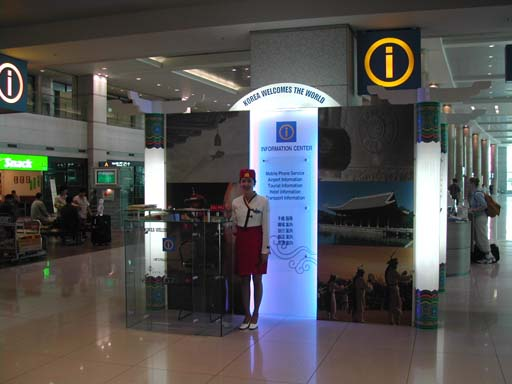 KOREA WELCOMES THE WORLD
i
i
i
INFORMATION CENTER
Mobile Phone Service
Airport Information
Tourist Information
Hotel Information
Transport Information
Snack
i